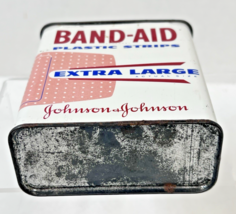 BAND-AID
PLASTIC STRIPS
EXTRA LARGE
Johnson & Johnson